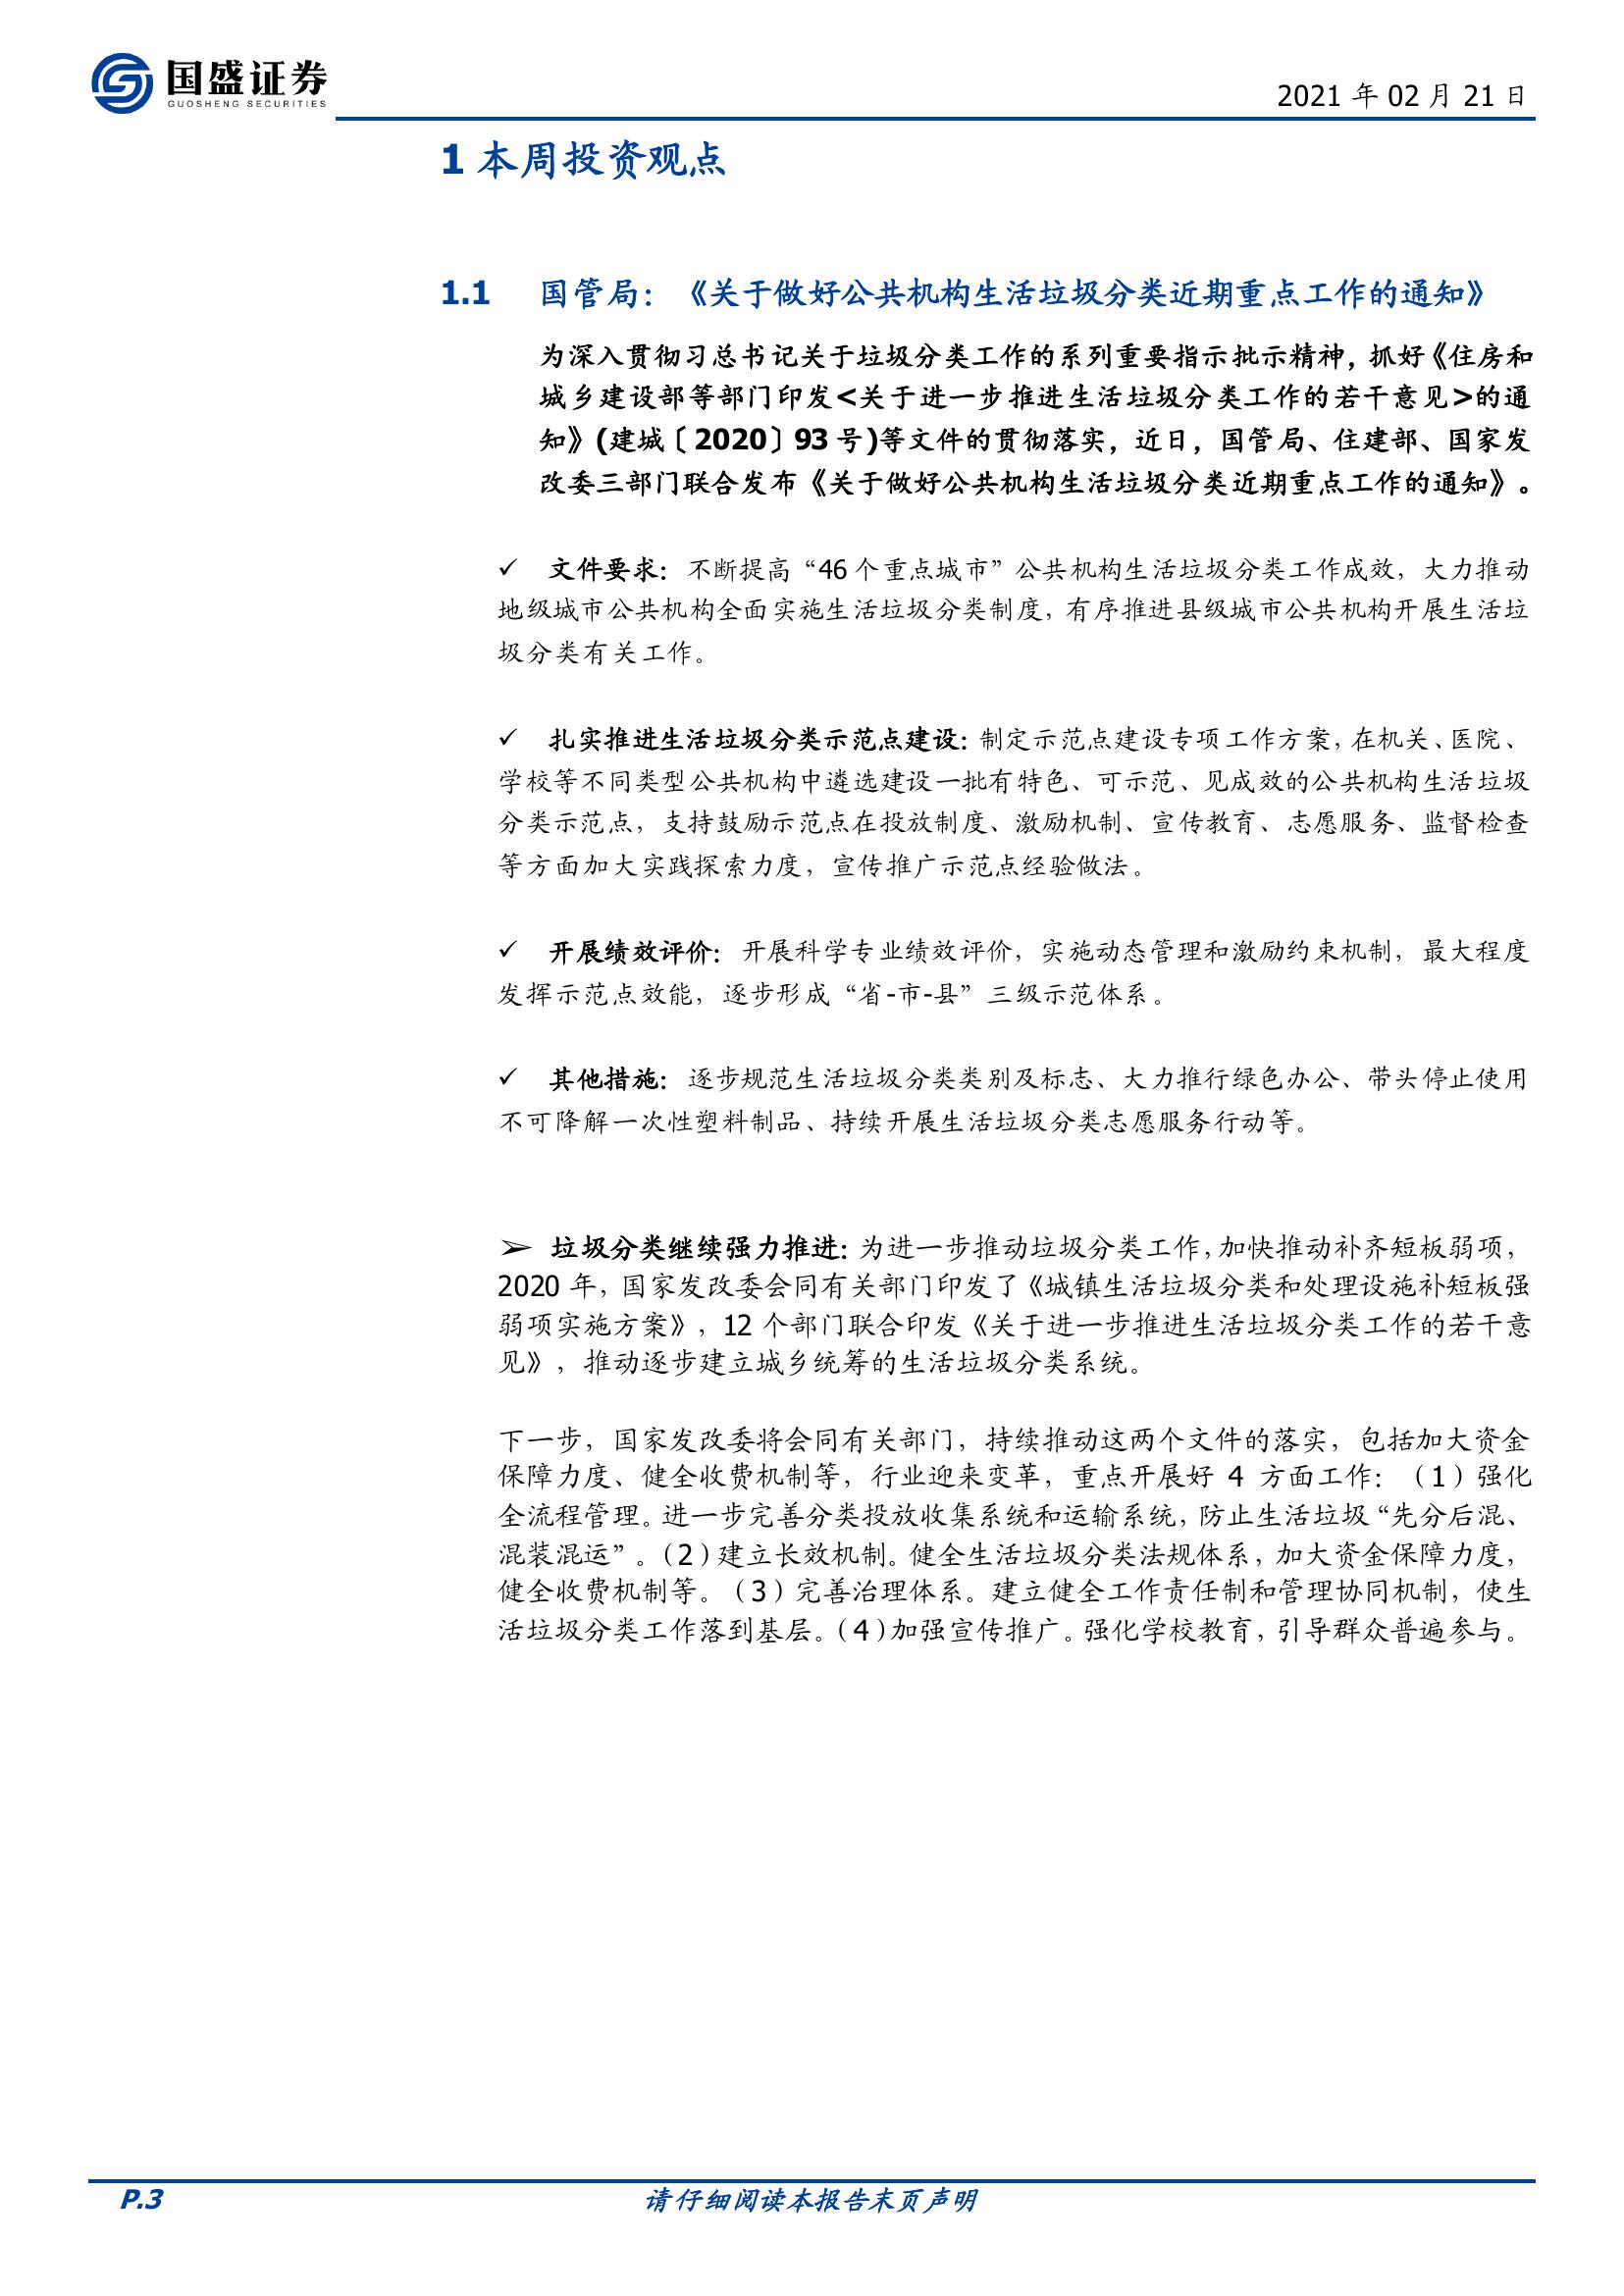 国盛证券
GUOSHENG SECURITIES
2021 年 02 月 21 日
1 本周投资观点
1.1 国管局：《关于做好公共机构生活垃圾分类近期重点工作的通知》
为深入贯彻习总书记关于垃圾分类工作的系列重要指示批示精神，抓好《住房和
城乡建设部等部门印发<关于进一步推进生活垃圾分类工作的若干意见>的通
知》(建城〔2020〕93 号)等文件的贯彻落实，近日，国管局、住建部、国家发
改委三部门联合发布《关于做好公共机构生活垃圾分类近期重点工作的通知》。
✓ 文件要求：不断提高“46 个重点城市”公共机构生活垃圾分类工作成效，大力推动
地级城市公共机构全面实施生活垃圾分类制度，有序推进县级城市公共机构开展生活垃
圾分类有关工作。
✓ 扎实推进生活垃圾分类示范点建设：制定示范点建设专项工作方案，在机关、医院、
学校等不同类型公共机构中遴选建设一批有特色、可示范、见成效的公共机构生活垃圾
分类示范点，支持鼓励示范点在投放制度、激励机制、宣传教育、志愿服务、监督检查
等方面加大实践探索力度，宣传推广示范点经验做法。
✓ 开展绩效评价：开展科学专业绩效评价，实施动态管理和激励约束机制，最大程度
发挥示范点效能，逐步形成“省-市-县”三级示范体系。
✓ 其他措施：逐步规范生活垃圾分类类别及标志、大力推行绿色办公、带头停止使用
不可降解一次性塑料制品、持续开展生活垃圾分类志愿服务行动等。
➢ 垃圾分类继续强力推进：为进一步推动垃圾分类工作，加快推动补齐短板弱项，
2020 年，国家发改委会同有关部门印发了《城镇生活垃圾分类和处理设施补短板强
弱项实施方案》，12 个部门联合印发《关于进一步推进生活垃圾分类工作的若干意
见》，推动逐步建立城乡统筹的生活垃圾分类系统。
下一步，国家发改委将会同有关部门，持续推动这两个文件的落实，包括加大资金
保障力度、健全收费机制等，行业迎来变革，重点开展好 4 方面工作：（1）强化
全流程管理。进一步完善分类投放收集系统和运输系统，防止生活垃圾“先分后混、
混装混运”。（2）建立长效机制。健全生活垃圾分类法规体系，加大资金保障力度，
健全收费机制等。（3）完善治理体系。建立健全工作责任制和管理协同机制，使生
活垃圾分类工作落到基层。（4）加强宣传推广。强化学校教育，引导群众普遍参与。
P.3
请仔细阅读本报告末页声明